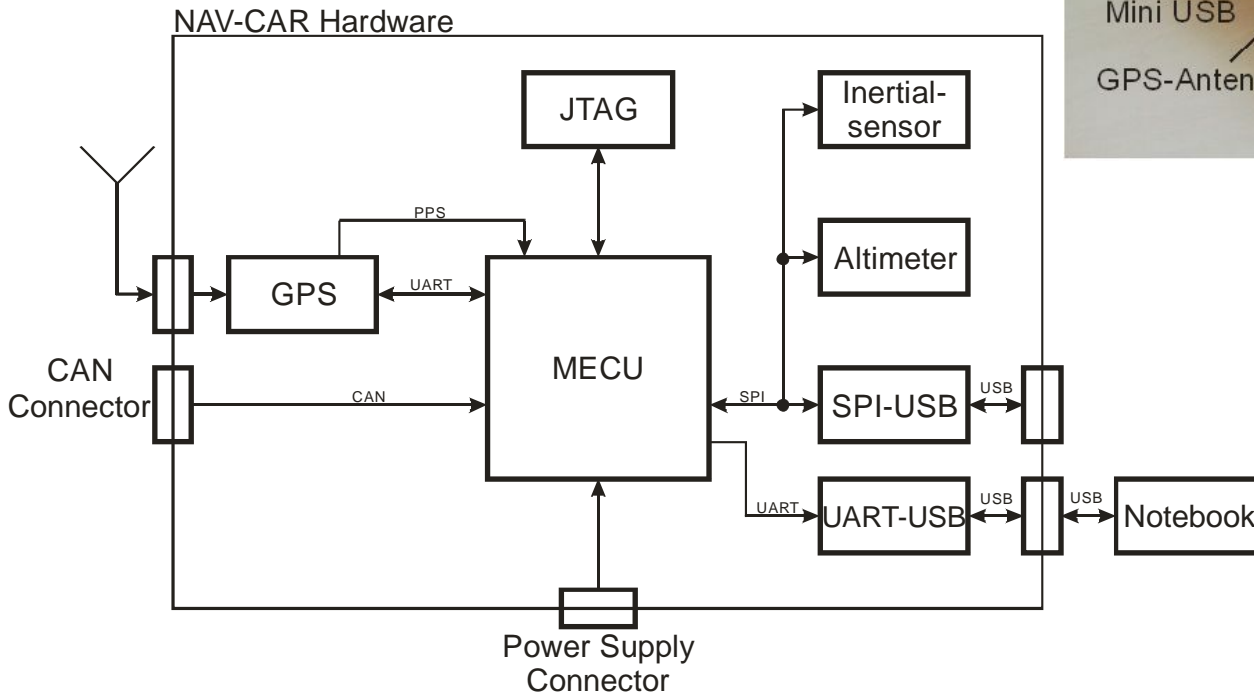 NAV-CAR Hardware
Mini USB
GPS-Anten
JTAG
Inertial-
sensor
PPS
Altimeter
GPS
UART
MECU
CAN
Connector
CAN
SPI
SPI-USB
USB
UART
UART-USB
USB
USB
Notebook
Power Supply
Connector